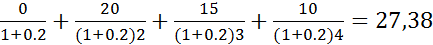 0/1+0.2 + 20/(1+0.2)2 + 15/(1+0.2)3 + 10/(1+0.2)4 = 27,38